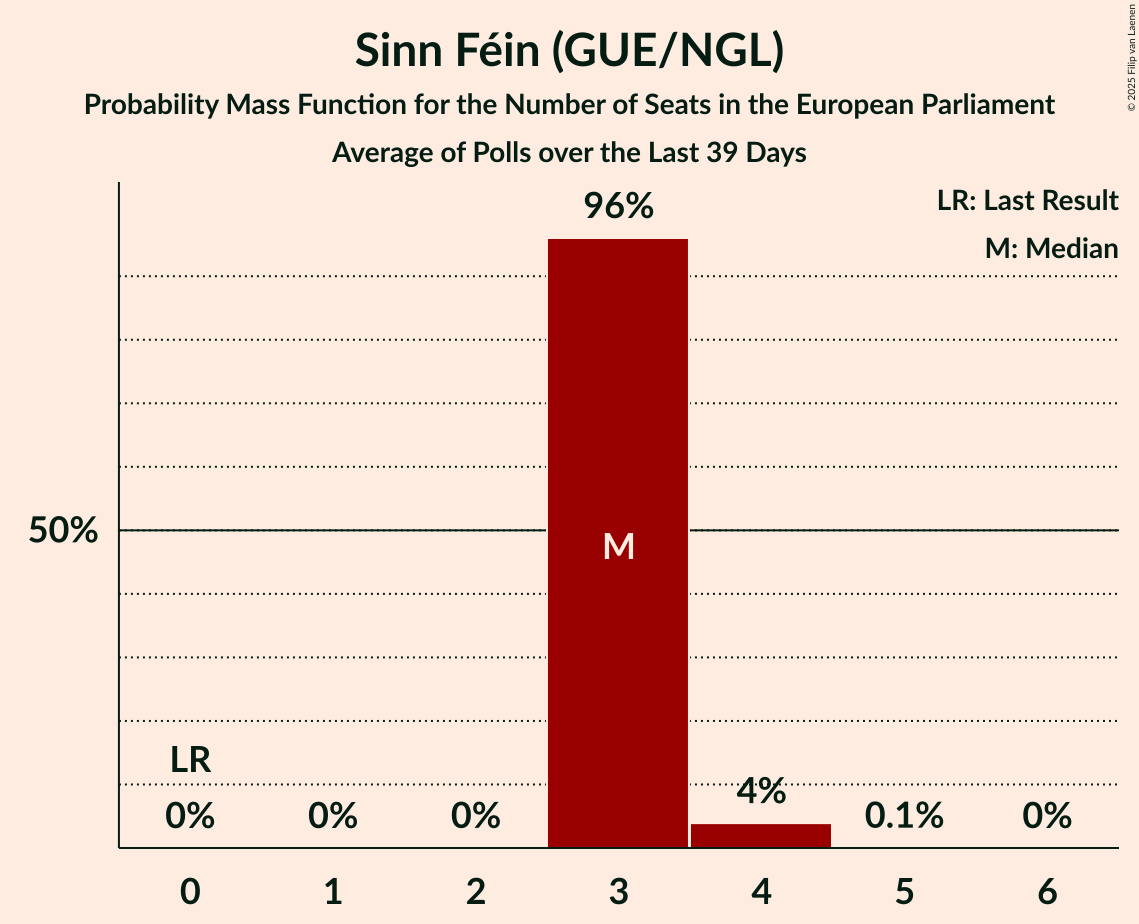 Sinn Féin (GUE/NGL)
Probability Mass Function for the Number of Seats in the European Parliament
Average of Polls over the Last 39 Days
© 2025 Filip van Laenen
LR: Last Result
M: Median
96%
50%
M
LR
0%
0%
0%
4%
0.1%
0%
0
1
2
3
4
5
6